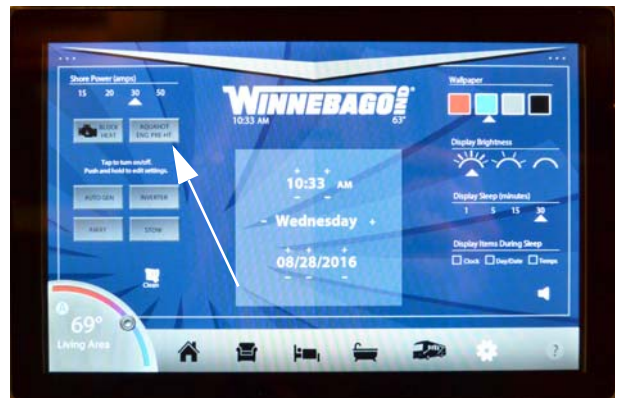 Shore Power (amps)
15 20 30 50
BLOCK HEAT
AQUAHOT ENG PRE HT
Tap to turn on/off.
Push and hold to edit settings.
AUTO GEN
INVERTER
AWAY
STOW
Clean
69°
Living Area
WINNEBAGO IND
10:33 AM
63°
10:33 AM
Wednesday
08/28/2016
Wallpaper
Display Brightness
Display Sleep (minutes)
1 5 15 30
Display Items During Sleep
Clock Day/Date Temps
?